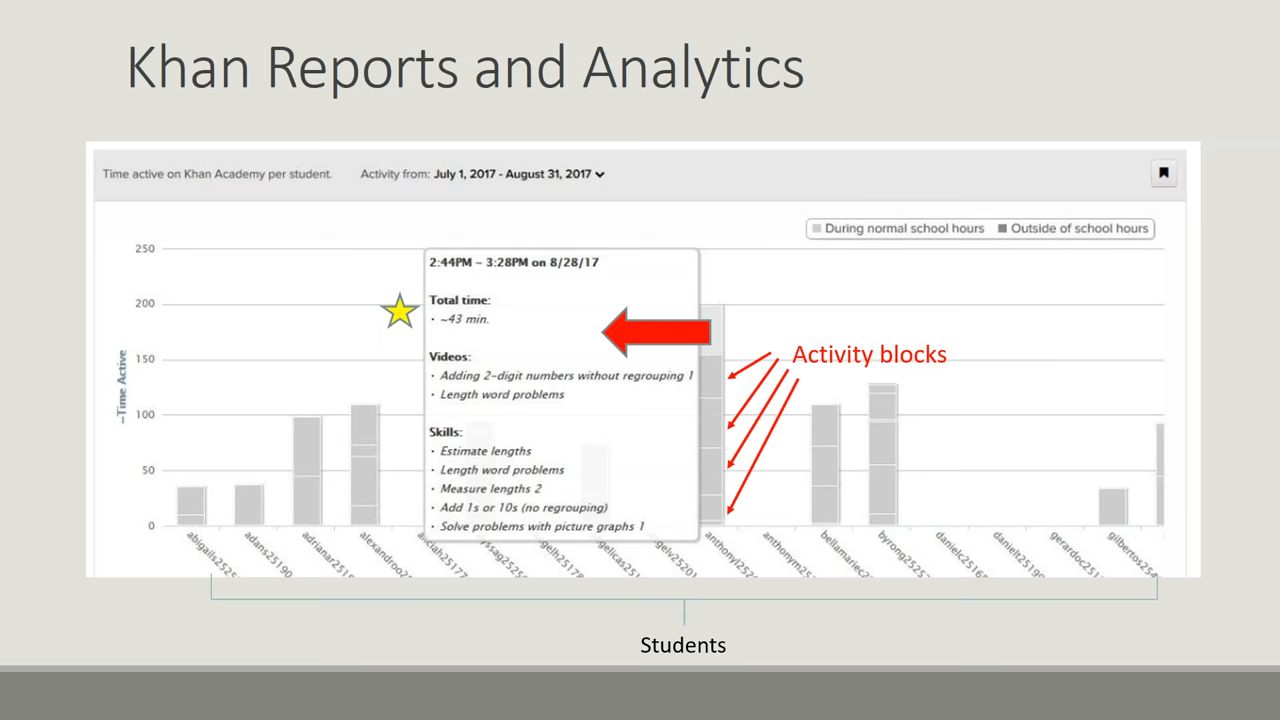 Khan Reports and Analytics
Time active on Khan Academy per student. Activity from: July 1, 2017 - August 31, 2017
During normal school hours Outside of school hours
250
200
150
100
50
0
~Time Active
2:44PM – 3:28PM on 8/28/17
Total time:
• ~43 min.
Videos:
• Adding 2-digit numbers without regrouping 1
• Length word problems
Skills:
• Estimate lengths
• Length word problems
• Measure lengths 2
• Add 1s or 10s (no regrouping)
• Solve problems with picture graphs 1
Activity blocks
Students